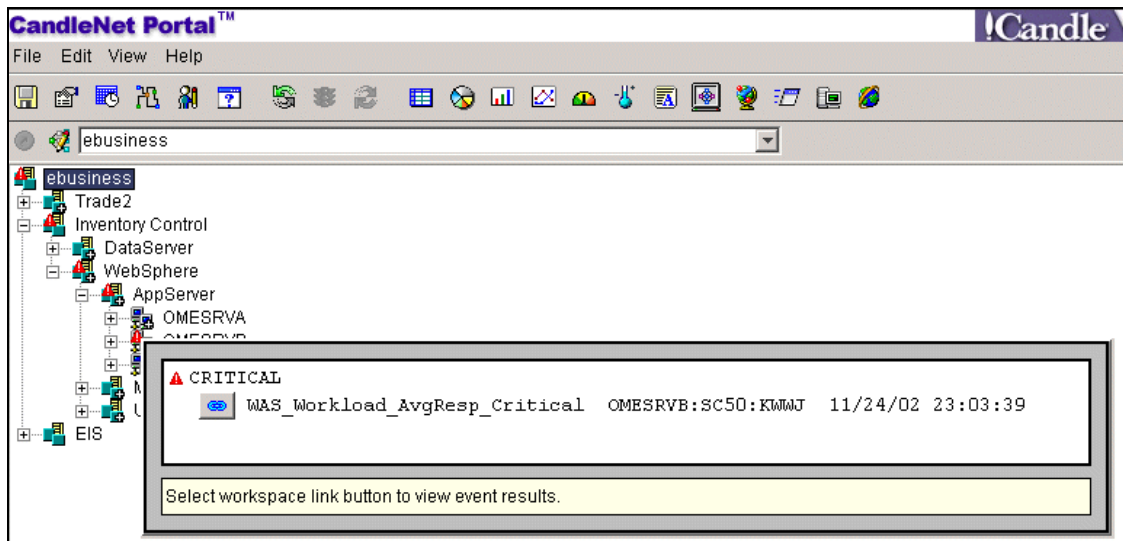 CandleNet Portal™
!Candle
File Edit View Help
ebusiness
ebusiness
Trade2
Inventory Control
DataServer
WebSphere
AppServer
OMESRVA
CRITICAL
WAS_Workload_AvgResp_Critical OMESRVB:SC50:KWWJ 11/24/02 23:03:39
EIS
Select workspace link button to view event results.